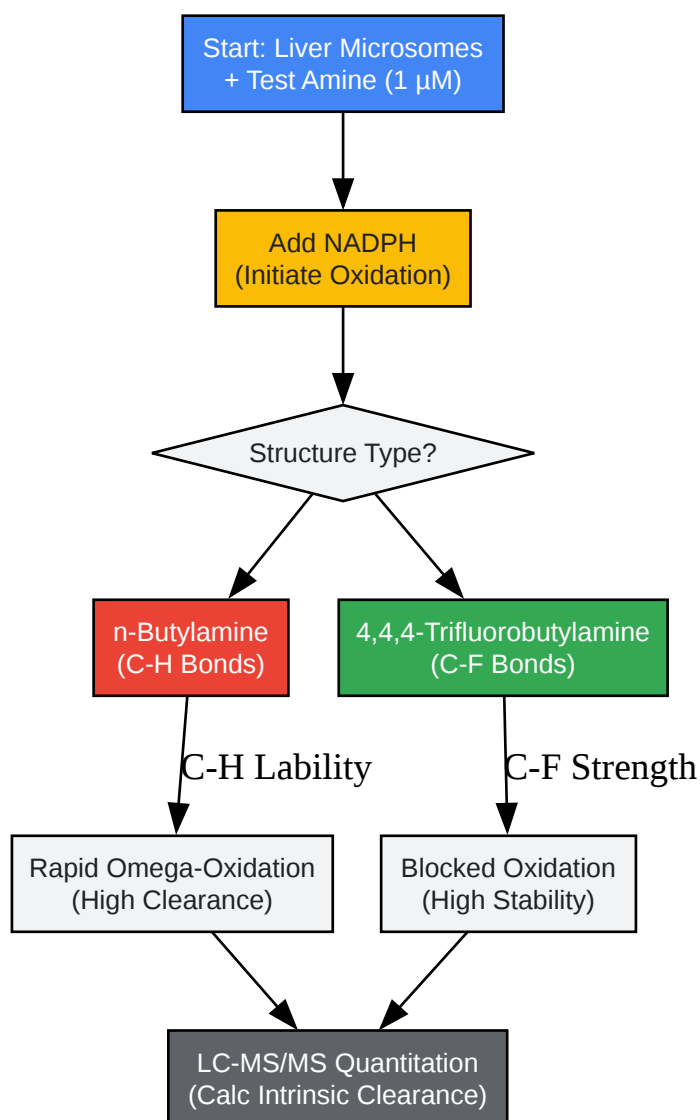 Start: Liver Microsomes
+ Test Amine (1 µM)
Add NADPH
(Initiate Oxidation)
Structure Type?
n-Butylamine
(C-H Bonds)
4,4,4-Trifluorobutylamine
(C-F Bonds)
C-H Lability
C-F Strength
Rapid Omega-Oxidation
(High Clearance)
Blocked Oxidation
(High Stability)
LC-MS/MS Quantitation
(Calc Intrinsic Clearance)